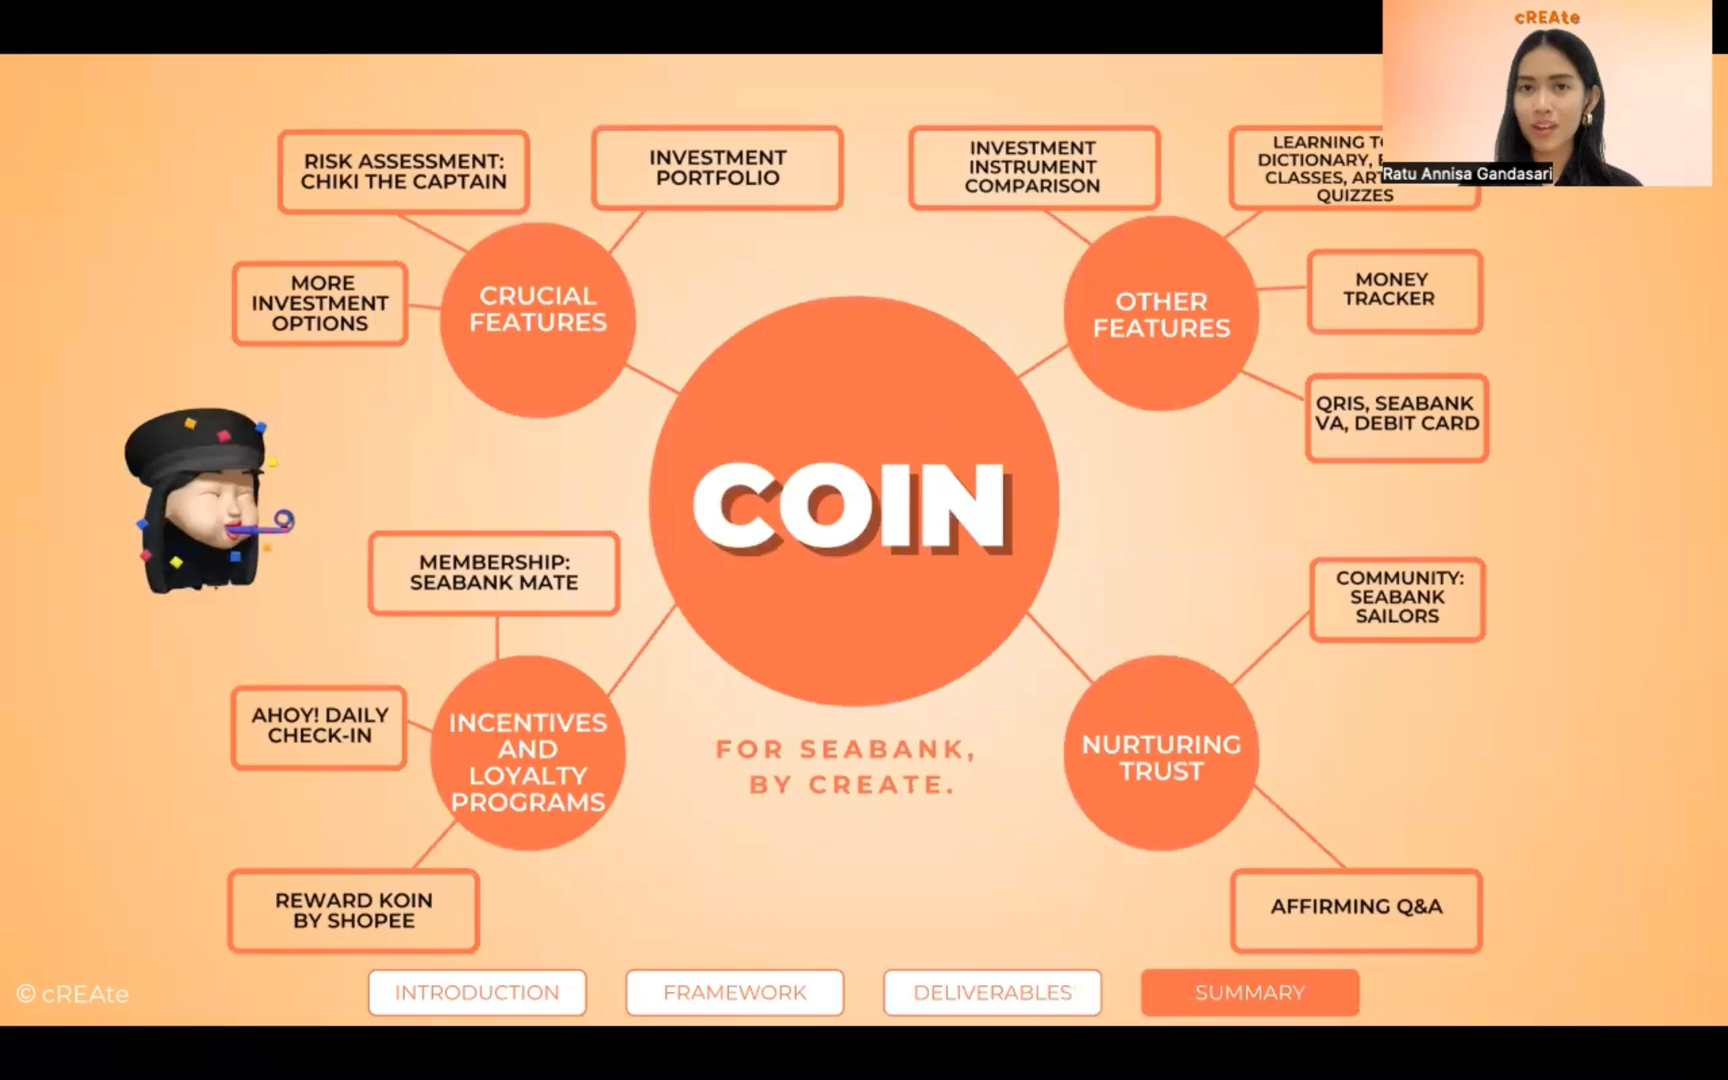 cREAte
Ratu Annisa Gandasari
RISK ASSESSMENT:
CHIKI THE CAPTAIN
INVESTMENT
PORTFOLIO
INVESTMENT
INSTRUMENT
COMPARISON
LEARNING
DICTIONARY,
CLASSES,
QUIZZES
MORE
INVESTMENT
OPTIONS
CRUCIAL
FEATURES
OTHER
FEATURES
MONEY
TRACKER
QRIS, SEABANK
VA, DEBIT CARD
COIN
MEMBERSHIP:
SEABANK MATE
COMMUNITY:
SEABANK
SAILORS
AHOY! DAILY
CHECK-IN
INCENTIVES
AND
LOYALTY
PROGRAMS
FOR SEABANK,
BY CREATE.
NURTURING
TRUST
REWARD KOIN
BY SHOPEE
AFFIRMING Q&A
© cREAte
INTRODUCTION
FRAMEWORK
DELIVERABLES
SUMMARY